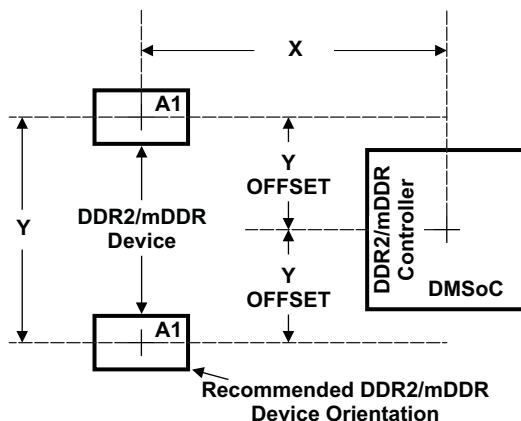 X
A1
Y
OFFSET
Y
DDR2/mDDR
Device
DDR2/mDDR
Controller
DMSoC
Y
OFFSET
A1
Recommended DDR2/mDDR
Device Orientation